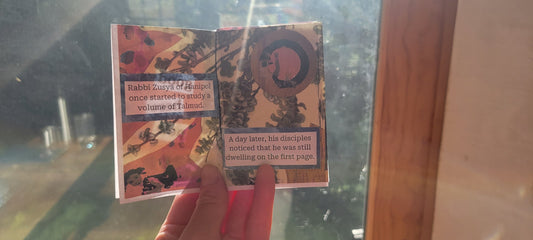 Rabbi Zusya of Hanipol
once started to study a
volume of Talmud.
A day later, his disciples
noticed that he was still
dwelling on the first page.